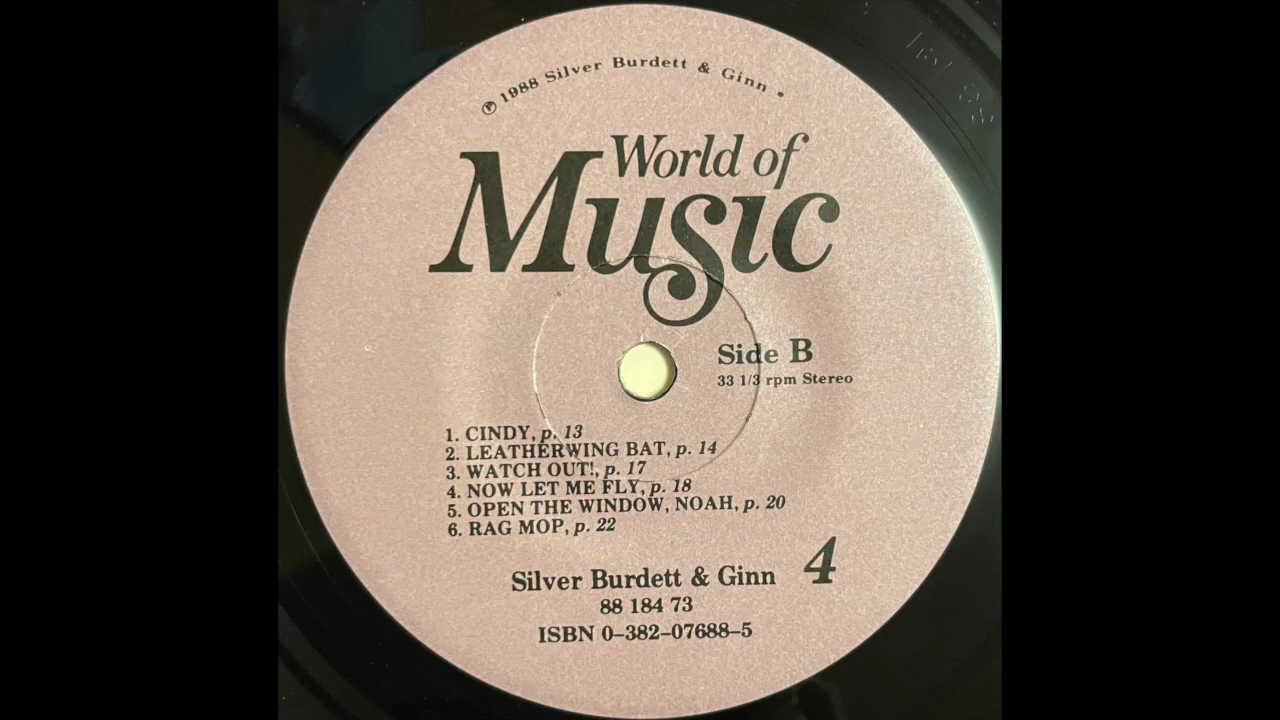 ℗ 1988 Silver Burdett & Ginn •
World of
Music
Side B
33 1/3 rpm Stereo
1. CINDY, p. 13
2. LEATHERWING BAT, p. 14
3. WATCH OUT!, p. 17
4. NOW LET ME FLY, p. 18
5. OPEN THE WINDOW, NOAH, p. 20
6. RAG MOP, p. 22
4
Silver Burdett & Ginn
88 184 73
ISBN 0–382–07688–5